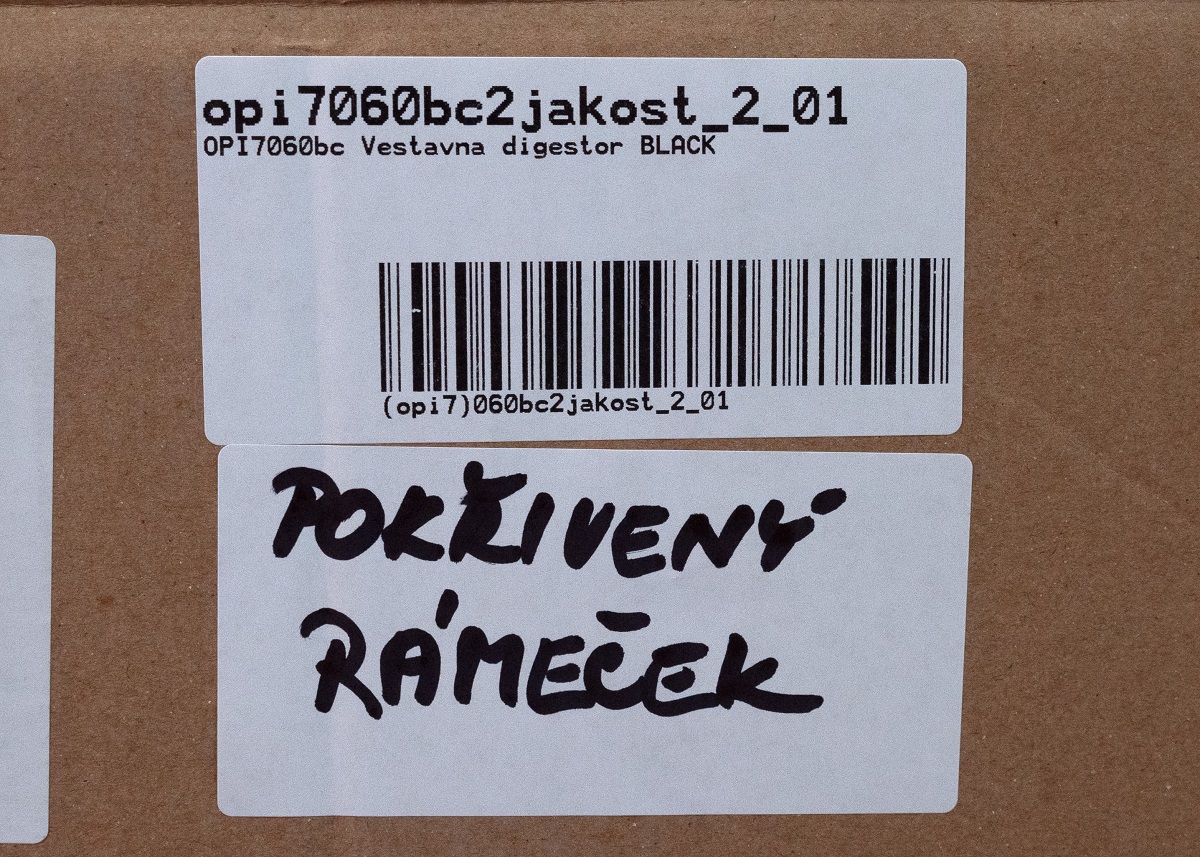 opi7060bc2jakost_2_01
OPI7060bc Vestavna digestor BLACK
(opi7)060bc2jakost_2_01
POKŘIVENÝ
RÁMEČEK